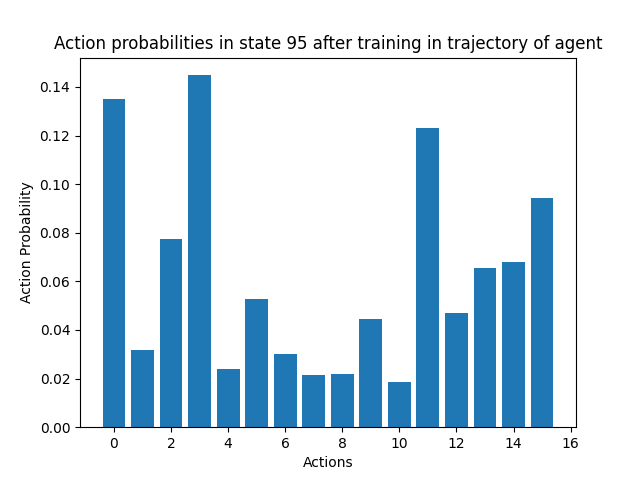 Action probabilities in state 95 after training in trajectory of agent
0.14
0.12
0.10
0.08
0.06
0.04
0.02
0.00
Action Probability
0 2 4 6 8 10 12 14 16
Actions